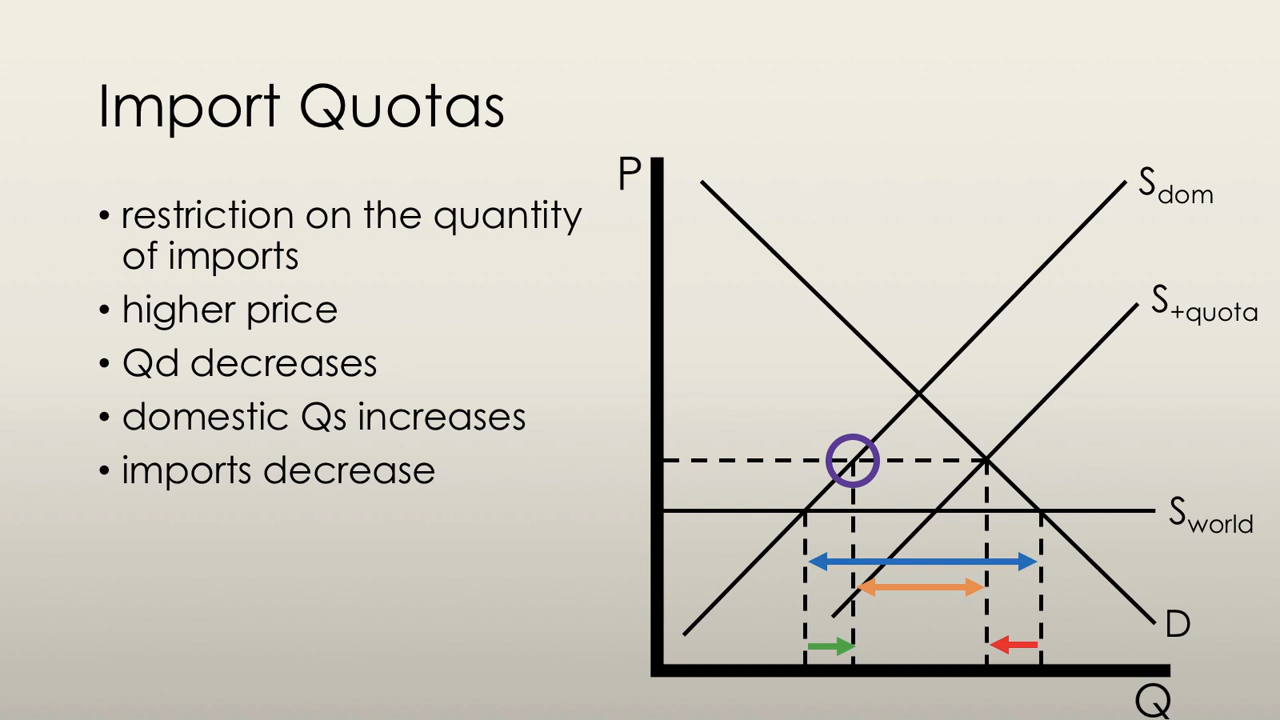 Import Quotas
• restriction on the quantity
of imports
• higher price
• Qd decreases
• domestic Qs increases
• imports decrease
P
Sdom
S+quota
Sworld
D
Q